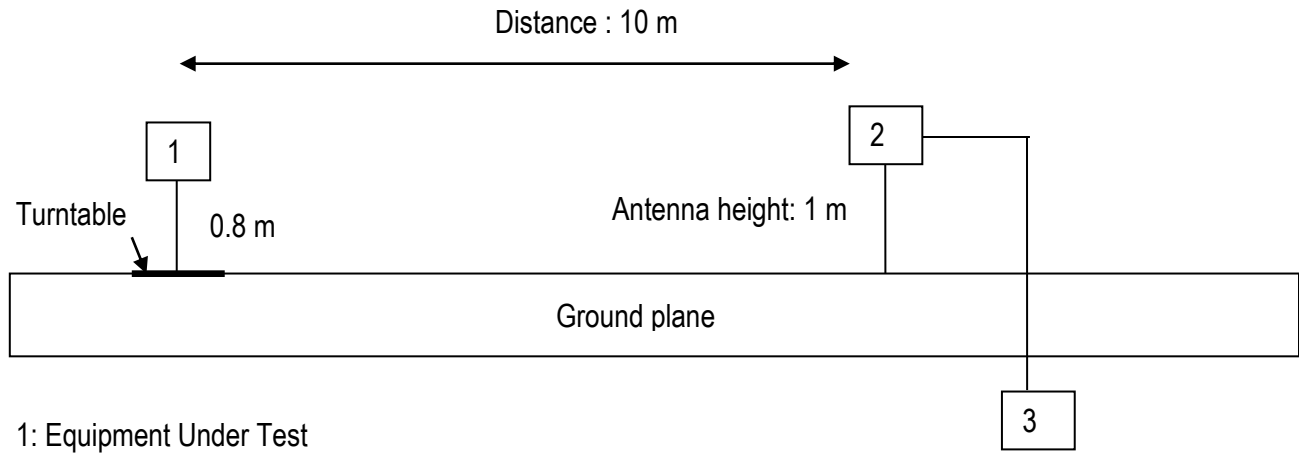 Distance : 10 m
1
2
Turntable
0.8 m
Antenna height: 1 m
Ground plane
3
1: Equipment Under Test